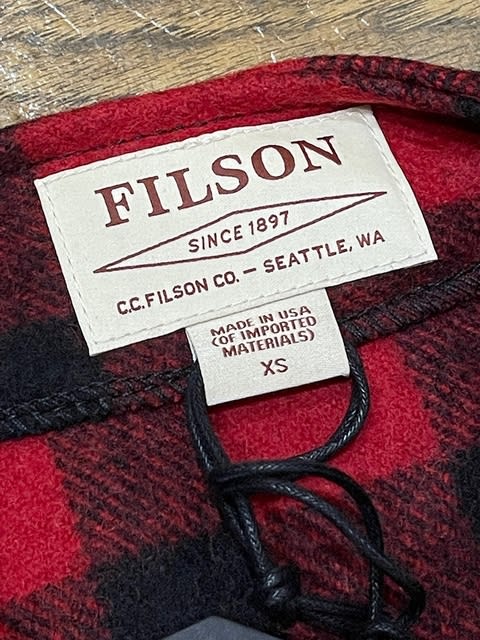 FILSON
SINCE 1897
C.C.FILSON CO. — SEATTLE, WA
MADE IN USA
(OF IMPORTED
MATERIALS)
XS